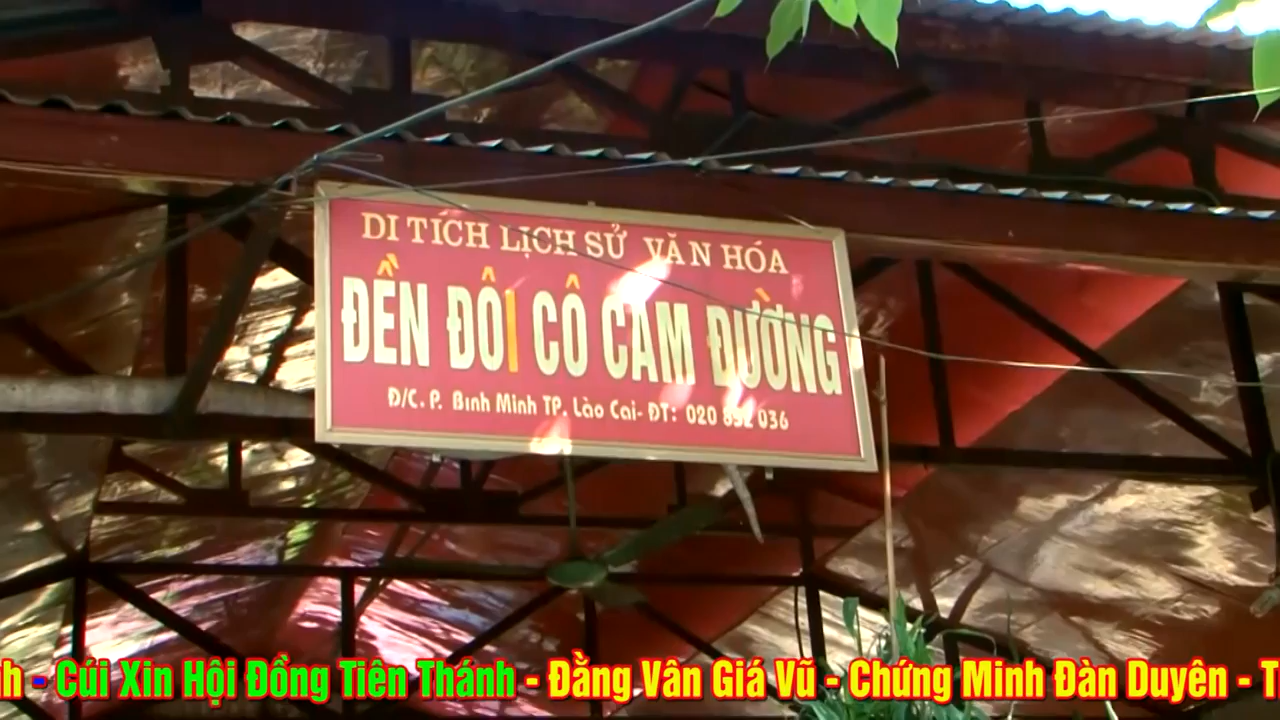 DI TÍCH LỊCH SỬ VĂN HÓA
ĐỀN ĐÔI CÔ CAM ĐƯỜNG
Đ/C. P. Bình Minh TP. Lào Cai- ĐT: 020 852 036
- Cúi Xin Hội Đồng Tiên Thánh - Đằng Vân Giá Vũ - Chứng Minh Đàn Duyên -